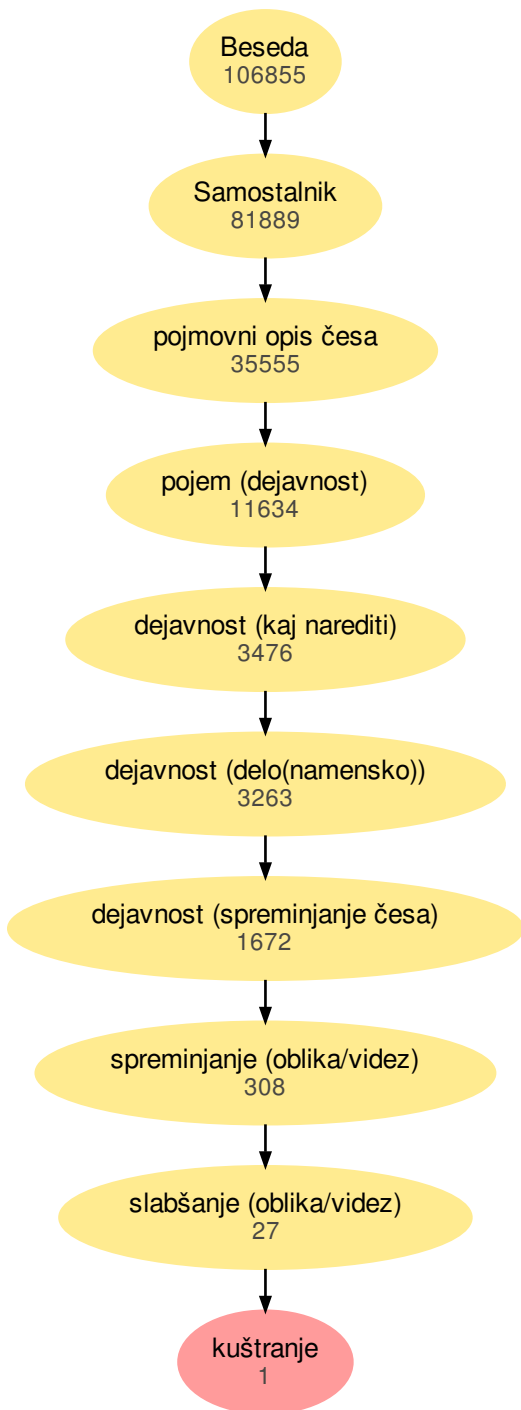 Beseda
106855
Samostalnik
81889
pojmovni opis česa
35555
pojem (dejavnost)
11634
dejavnost (kaj narediti)
3476
dejavnost (delo(namensko))
3263
dejavnost (spreminjanje česa)
1672
spreminjanje (oblika/videz)
308
slabšanje (oblika/videz)
27
kuštranje
1